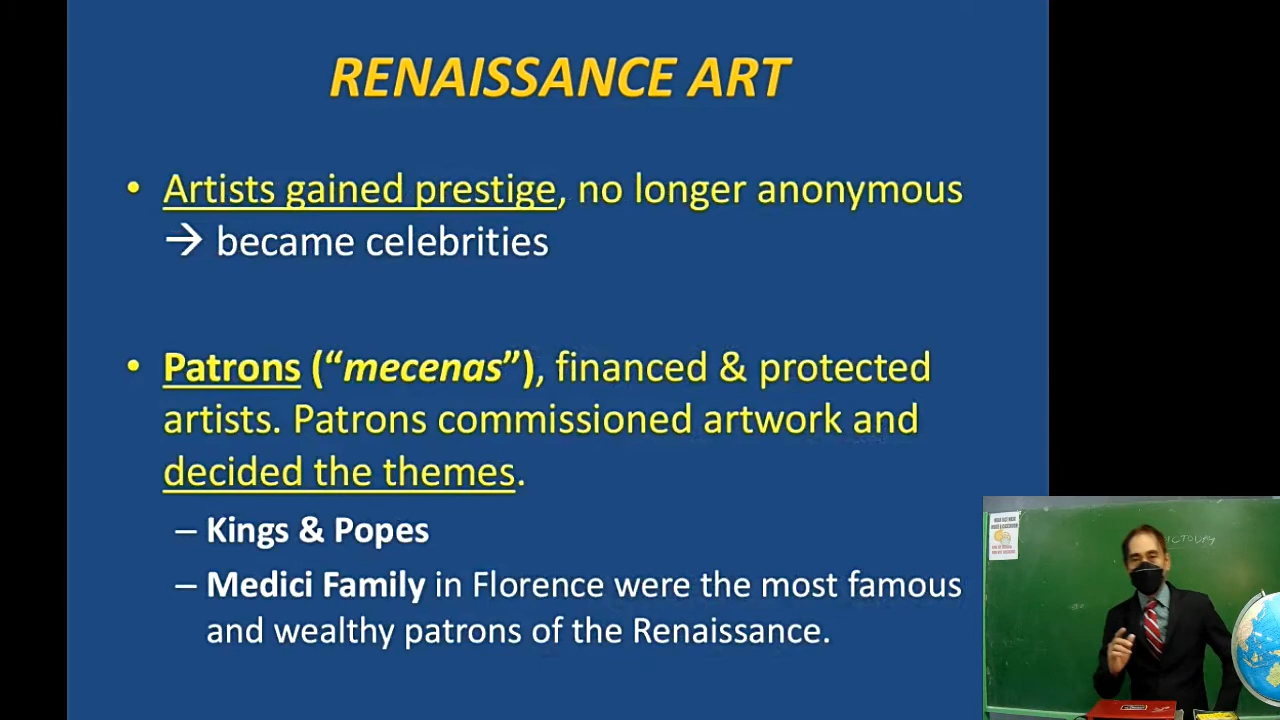 RENAISSANCE ART
• Artists gained prestige, no longer anonymous
→ became celebrities
• Patrons (“mecenas”), financed & protected
artists. Patrons commissioned artwork and
decided the themes.
– Kings & Popes
– Medici Family in Florence were the most famous
and wealthy patrons of the Renaissance.